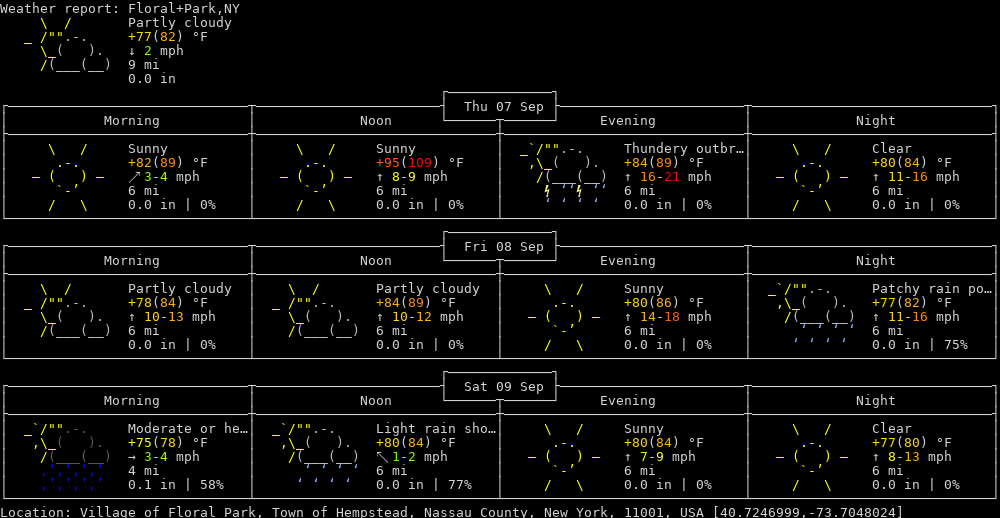 Weather report: Floral+Park,NY
Partly cloudy
+77(82) °F
↓ 2 mph
9 mi
0.0 in
Thu 07 Sep
Morning Noon Evening Night
Sunny Sunny Thundery outbr… Clear
+82(89) °F +95(109) °F +84(89) °F +80(84) °F
↗ 3-4 mph ↑ 8-9 mph ↑ 16-21 mph ↑ 11-16 mph
6 mi 6 mi 6 mi 6 mi
0.0 in | 0% 0.0 in | 0% 0.0 in | 0% 0.0 in | 0%
Fri 08 Sep
Morning Noon Evening Night
Partly cloudy Partly cloudy Sunny Patchy rain po…
+78(84) °F +84(89) °F +80(86) °F +77(82) °F
↑ 10-13 mph ↑ 10-12 mph ↑ 14-18 mph ↑ 11-16 mph
6 mi 6 mi 6 mi 6 mi
0.0 in | 0% 0.0 in | 0% 0.0 in | 0% 0.0 in | 75%
Sat 09 Sep
Morning Noon Evening Night
Moderate or he… Light rain sho… Sunny Clear
+75(78) °F +80(84) °F +80(84) °F +77(80) °F
→ 3-4 mph ↖ 1-2 mph ↑ 7-9 mph ↑ 8-13 mph
4 mi 6 mi 6 mi 6 mi
0.1 in | 58% 0.0 in | 77% 0.0 in | 0% 0.0 in | 0%
Location: Village of Floral Park, Town of Hempstead, Nassau County, New York, 11001, USA [40.7246999,-73.7048024]